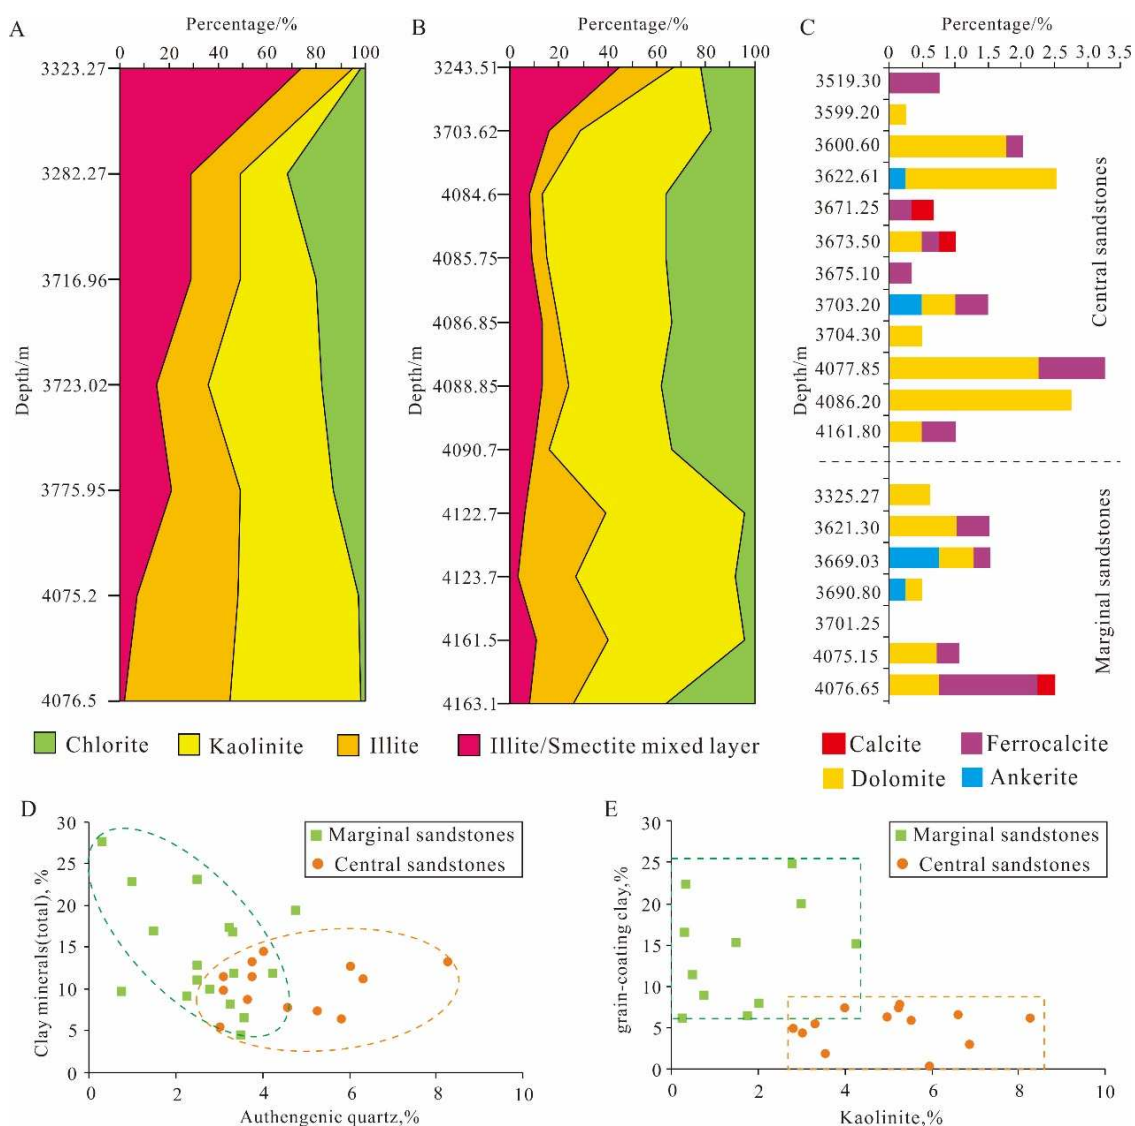 A
Percentage/%
0 20 40 60 80 100
3323.27
3282.27
3716.96
3723.02
3775.95
4075.2
4076.5
Depth/m
B
Percentage/%
0 20 40 60 80 100
3243.51
3703.62
4084.6
4085.75
4086.85
4088.85
4090.7
4122.7
4123.7
4161.5
4163.1
Depth/m
C
Percentage/%
0 0.5 1.0 1.5 2.0 2.5 3.0 3.5
3519.30
3599.20
3600.60
3622.61
3671.25
3673.50
3675.10
3703.20
3704.30
4077.85
4086.20
4161.80
3325.27
3621.30
3669.03
3690.80
3701.25
4075.15
4076.65
Depth/m
Central sandstones
Marginal sandstones
Chlorite Kaolinite Illite Illite/Smectite mixed layer
Calcite Ferrocalcite
Dolomite Ankerite
D
Marginal sandstones
Central sandstones
30
25
20
15
10
5
0
0 2 4 6 8 10
Clay minerals(total), %
Authengenic quartz,%
E
Marginal sandstones
Central sandstones
30
25
20
15
10
5
0
0 2 4 6 8 10
grain-coating clay,%
Kaolinite,%